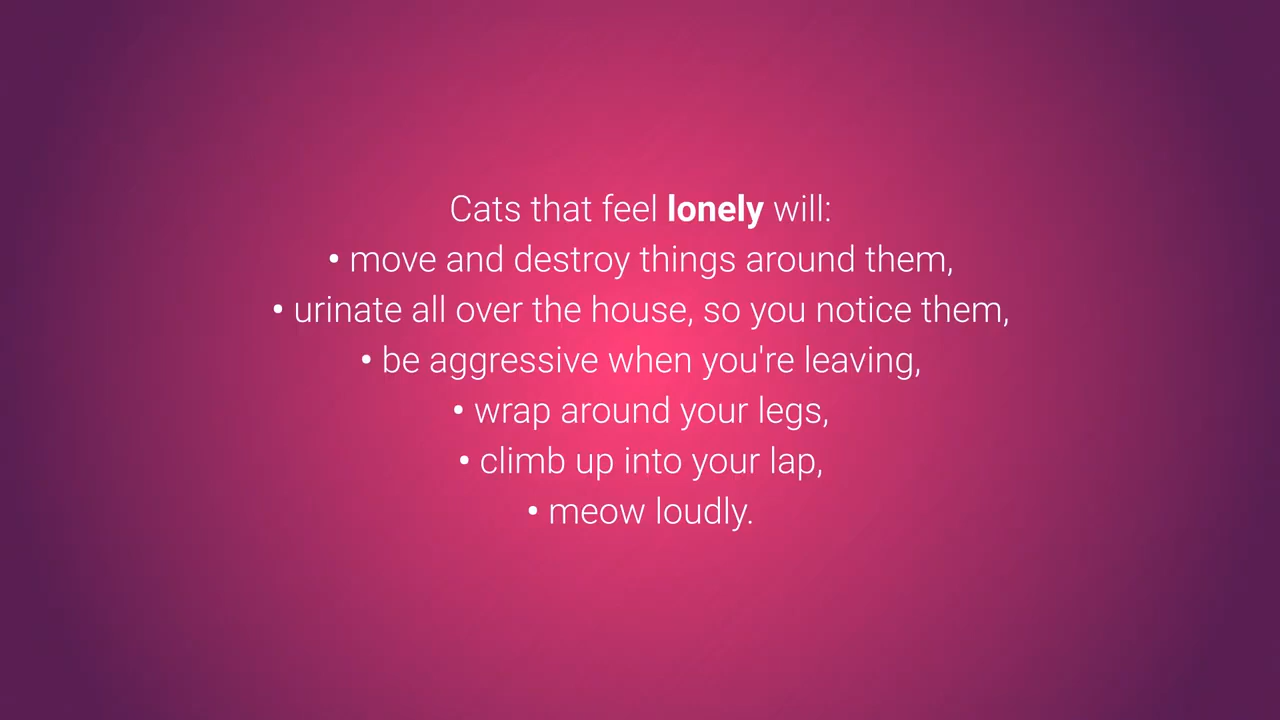 Cats that feel lonely will:
• move and destroy things around them,
• urinate all over the house, so you notice them,
• be aggressive when you're leaving,
• wrap around your legs,
• climb up into your lap,
• meow loudly.